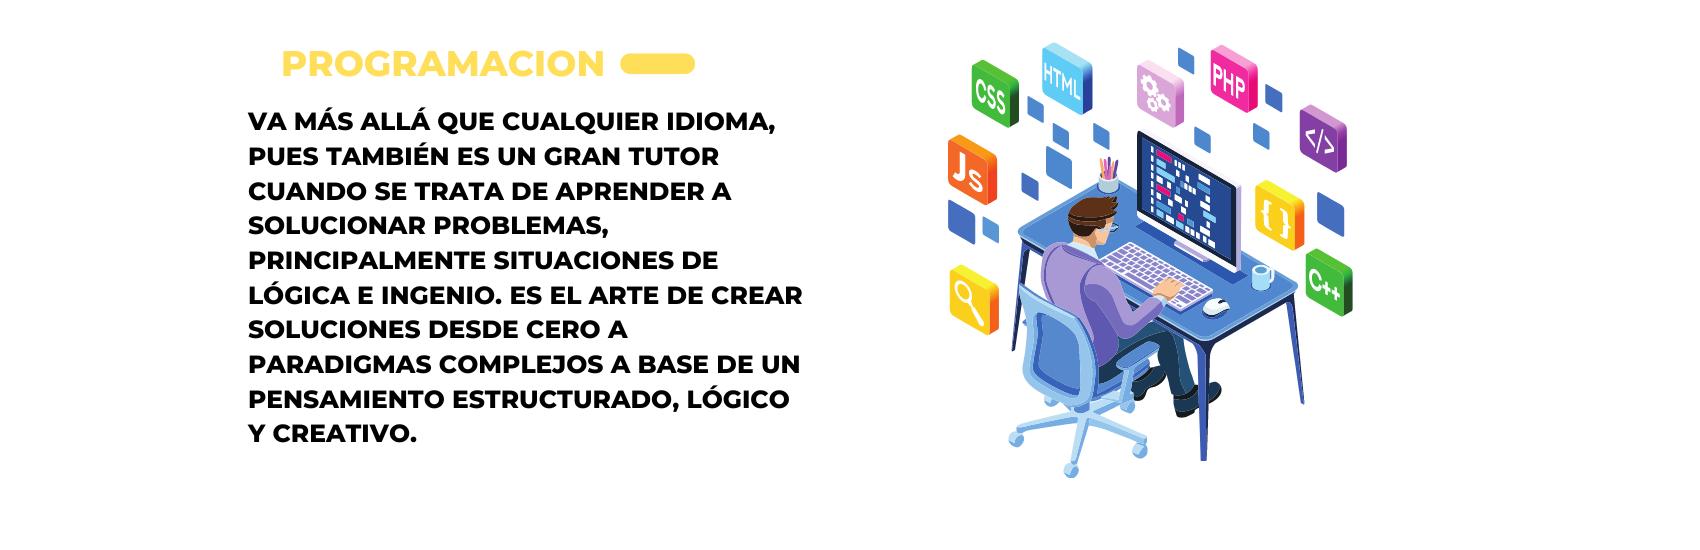 PROGRAMACION
VA MÁS ALLÁ QUE CUALQUIER IDIOMA,
PUES TAMBIÉN ES UN GRAN TUTOR
CUANDO SE TRATA DE APRENDER A
SOLUCIONAR PROBLEMAS,
PRINCIPALMENTE SITUACIONES DE
LÓGICA E INGENIO. ES EL ARTE DE CREAR
SOLUCIONES DESDE CERO A
PARADIGMAS COMPLEJOS A BASE DE UN
PENSAMIENTO ESTRUCTURADO, LÓGICO
Y CREATIVO.
CSS
HTML
PHP
</>
Js
{ }
C++